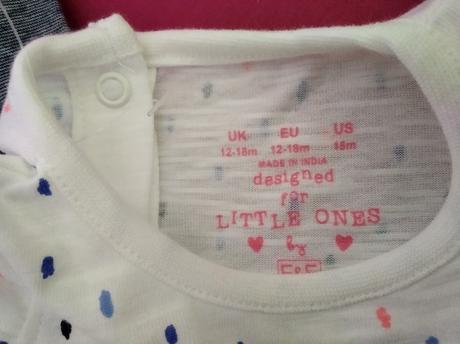 UK EU US
12-18m 12-18m 18m
MADE IN INDIA
designed
for
LITTLE ONES
by